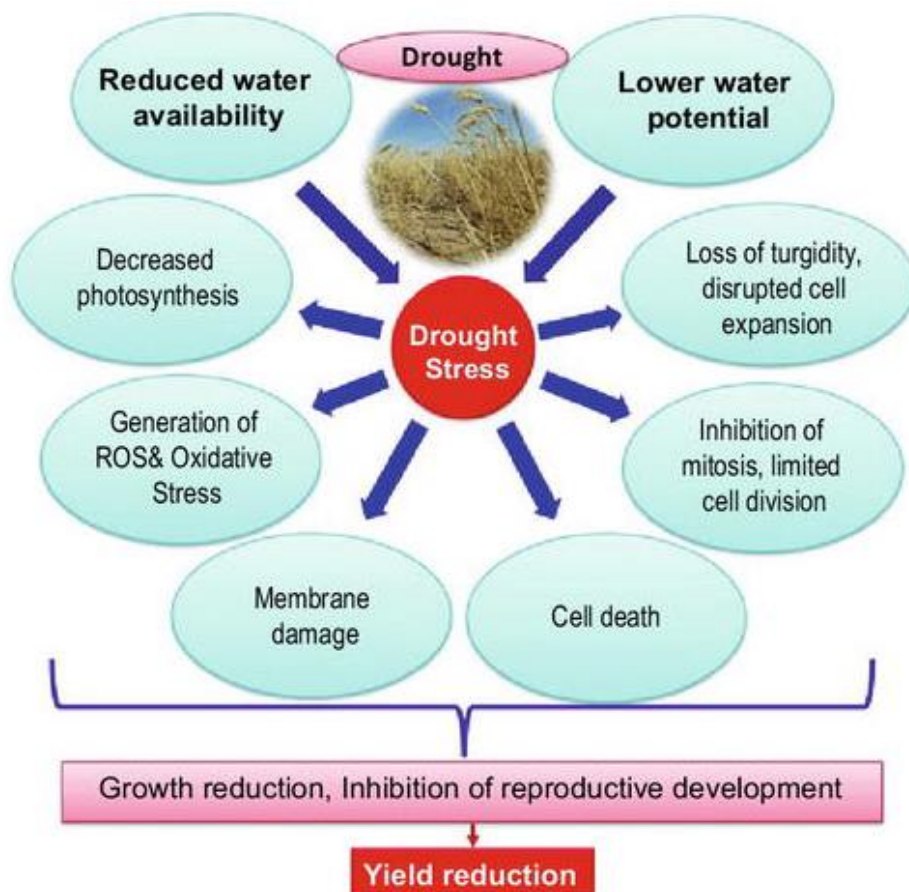 Drought
Reduced water
availability
Lower water
potential
Decreased
photosynthesis
Loss of turgidity,
disrupted cell
expansion
Drought
Stress
Generation of
ROS& Oxidative
Stress
Inhibition of
mitosis, limited
cell division
Membrane
damage
Cell death
Growth reduction, Inhibition of reproductive development
Yield reduction